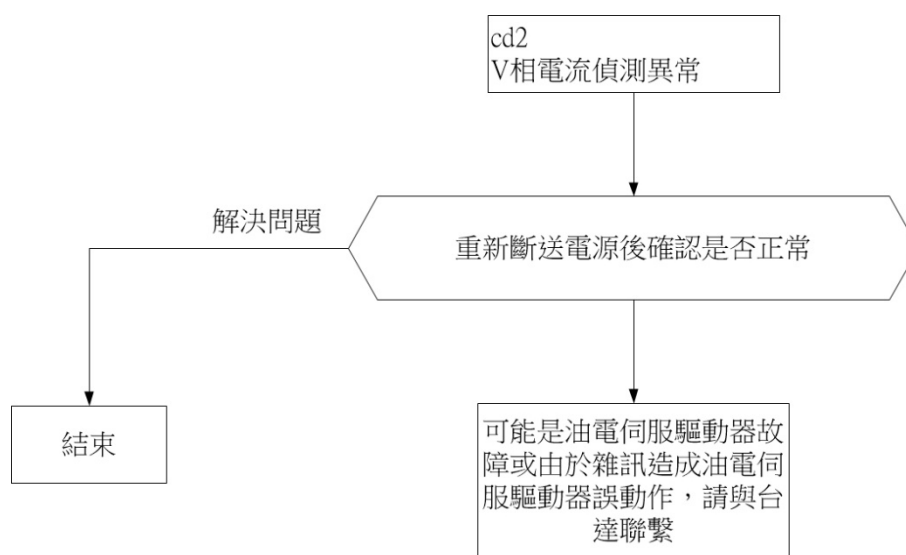 cd2
V相電流偵測異常
解決問題
重新斷送電源後確認是否正常
結束
可能是油電伺服驅動器故
障或由於雜訊造成油電伺
服驅動器誤動作，請與台
達聯繫